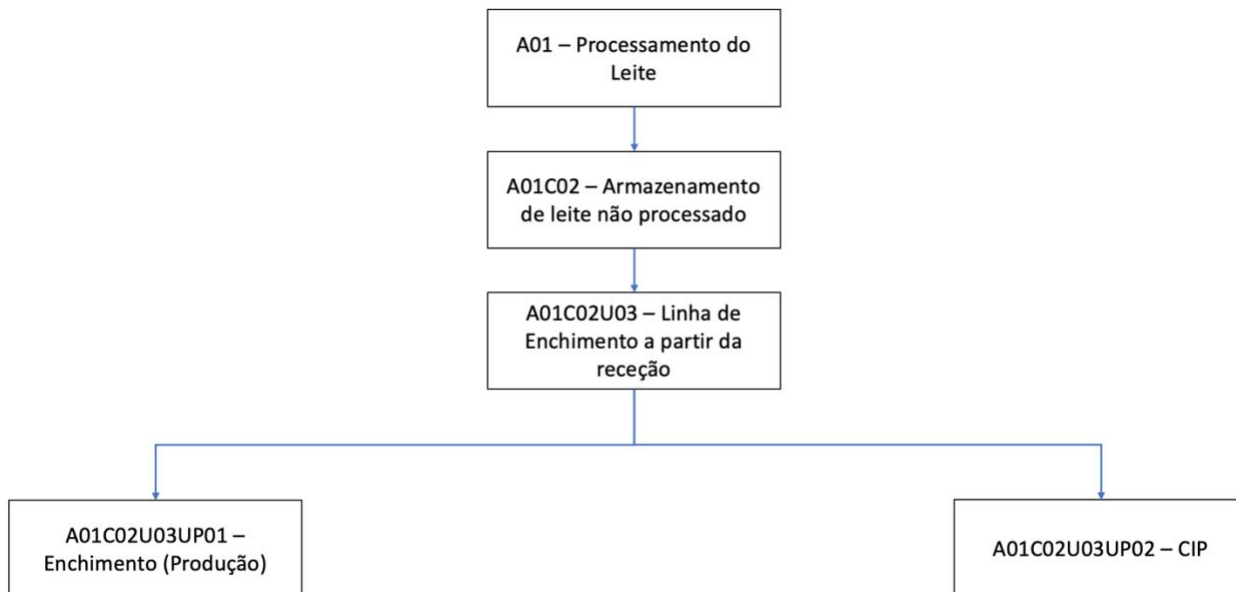 A01 – Processamento do
Leite
A01C02 – Armazenamento
de leite não processado
A01C02U03 – Linha de
Enchimento a partir da
receção
A01C02U03UP01 –
Enchimento (Produção)
A01C02U03UP02 – CIP